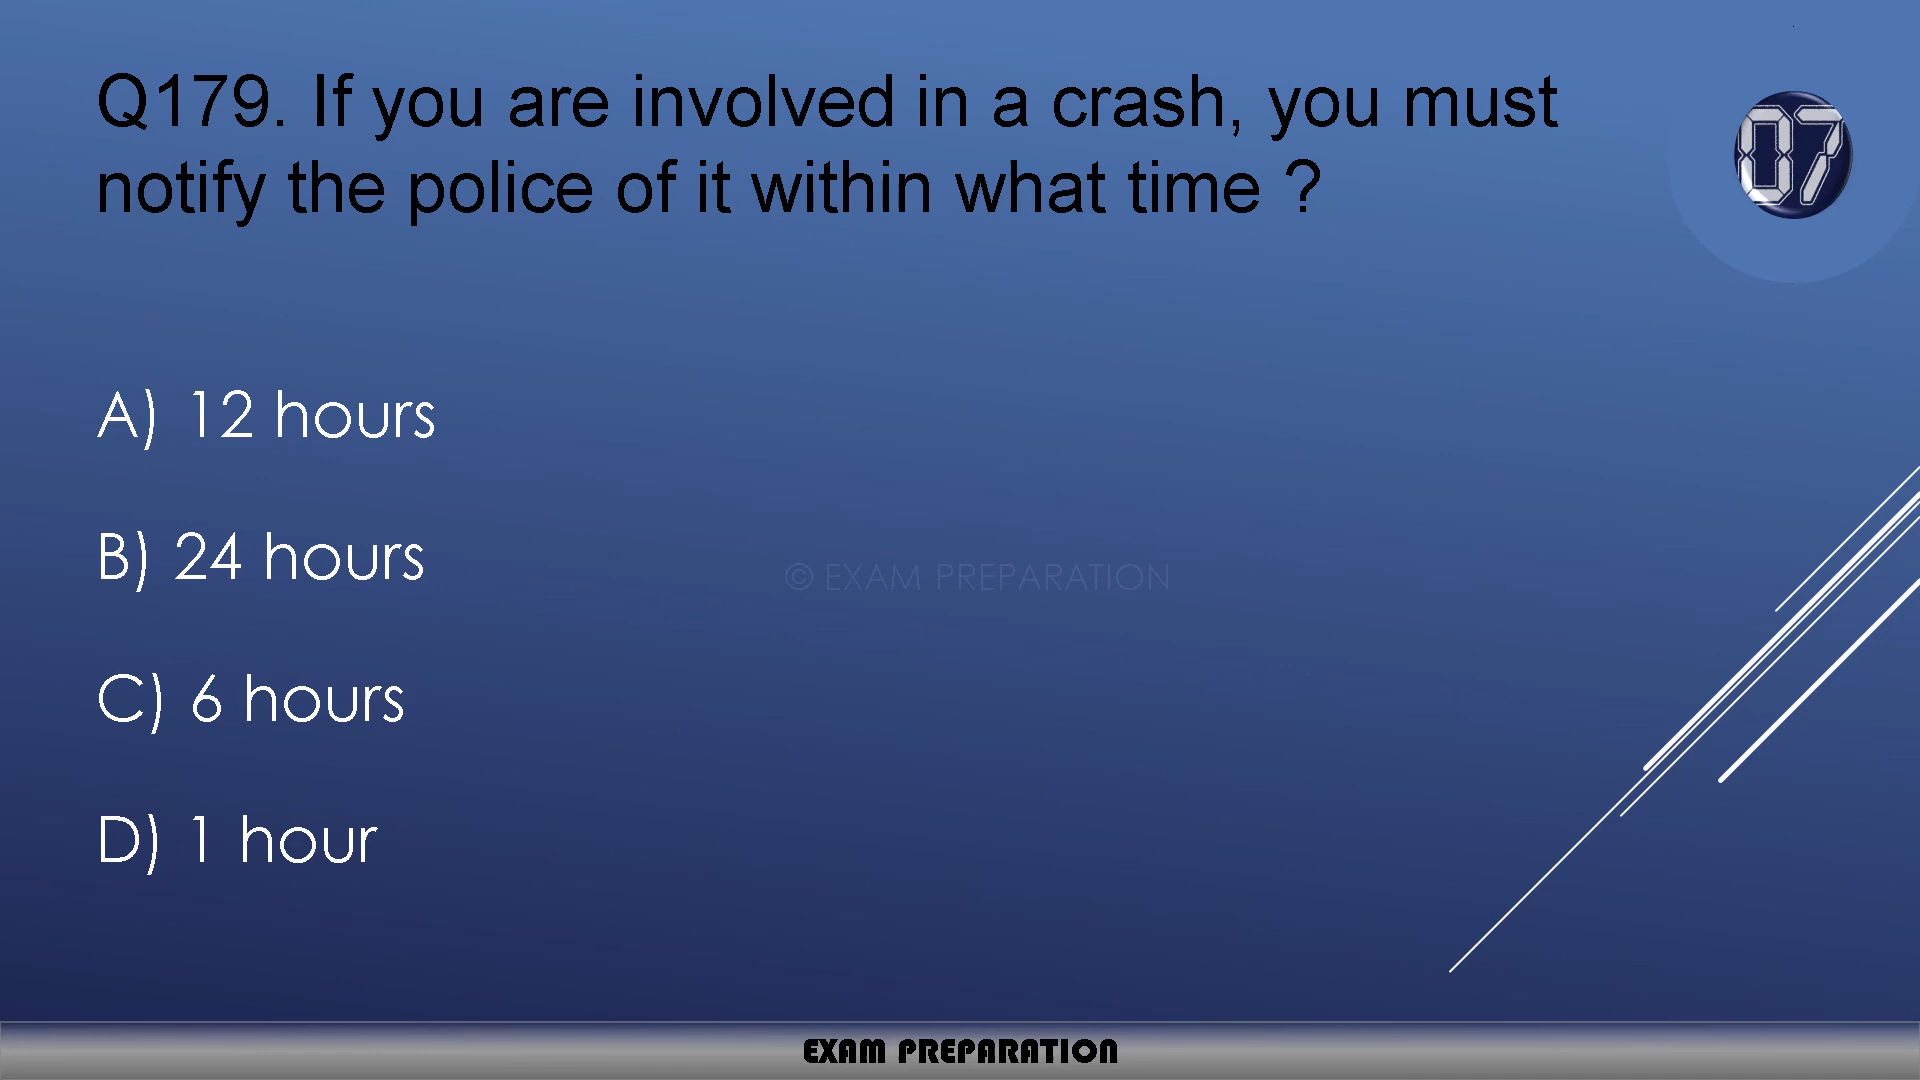 Q179. If you are involved in a crash, you must
notify the police of it within what time ?
07
A) 12 hours
B) 24 hours
© EXAM PREPARATION
C) 6 hours
D) 1 hour
EXAM PREPARATION